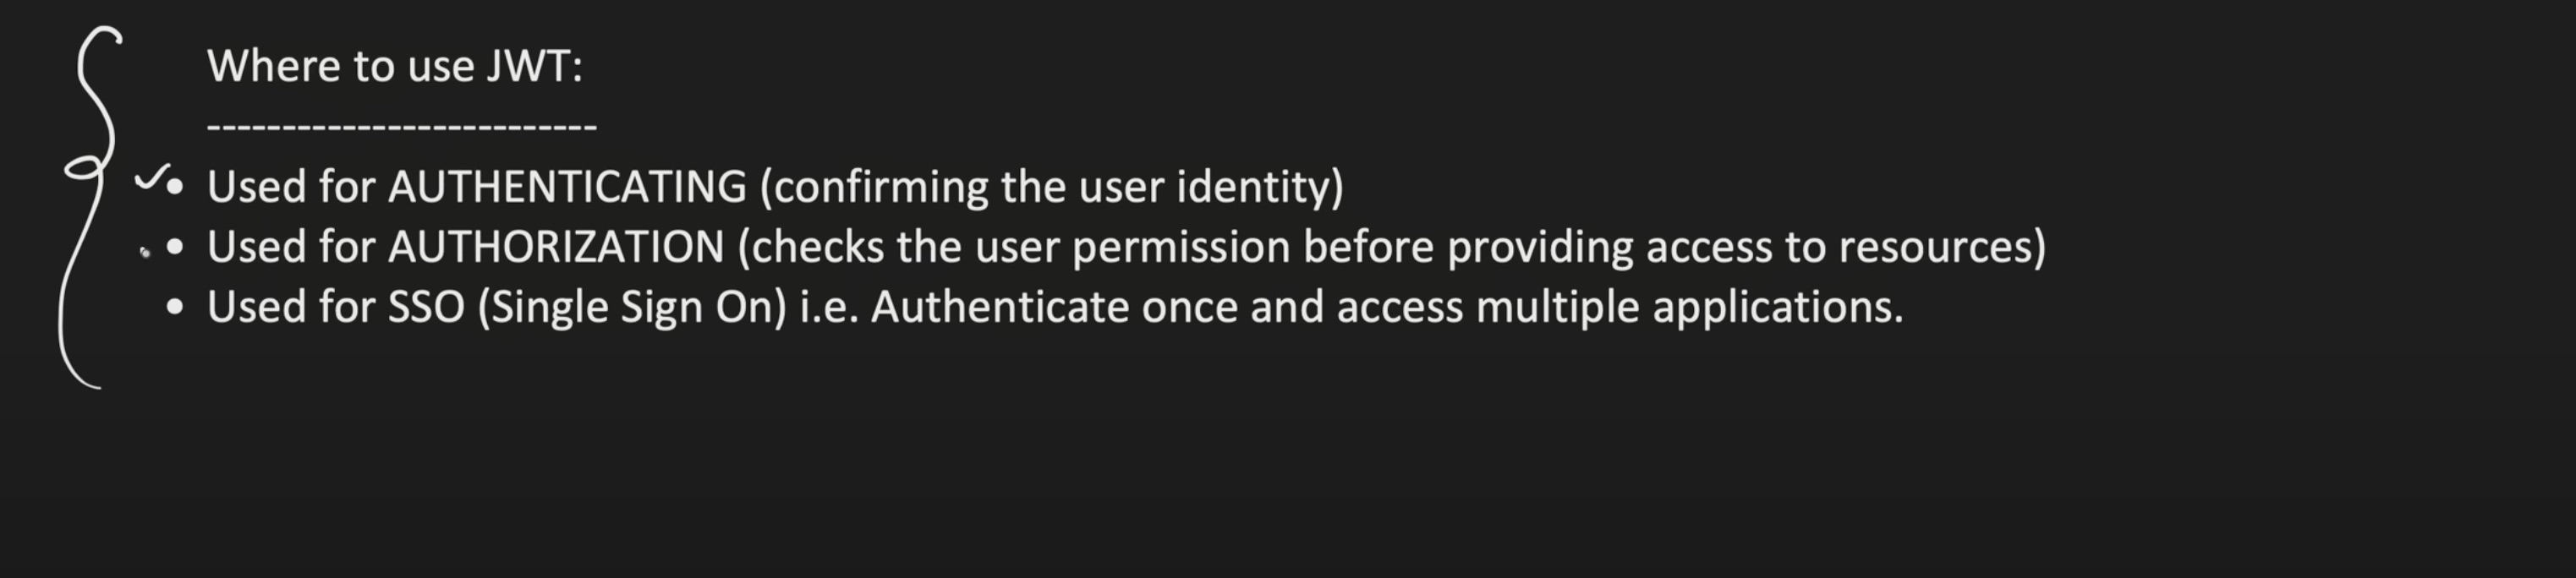 Where to use JWT:
--------------------------
• Used for AUTHENTICATING (confirming the user identity)
• Used for AUTHORIZATION (checks the user permission before providing access to resources)
• Used for SSO (Single Sign On) i.e. Authenticate once and access multiple applications.